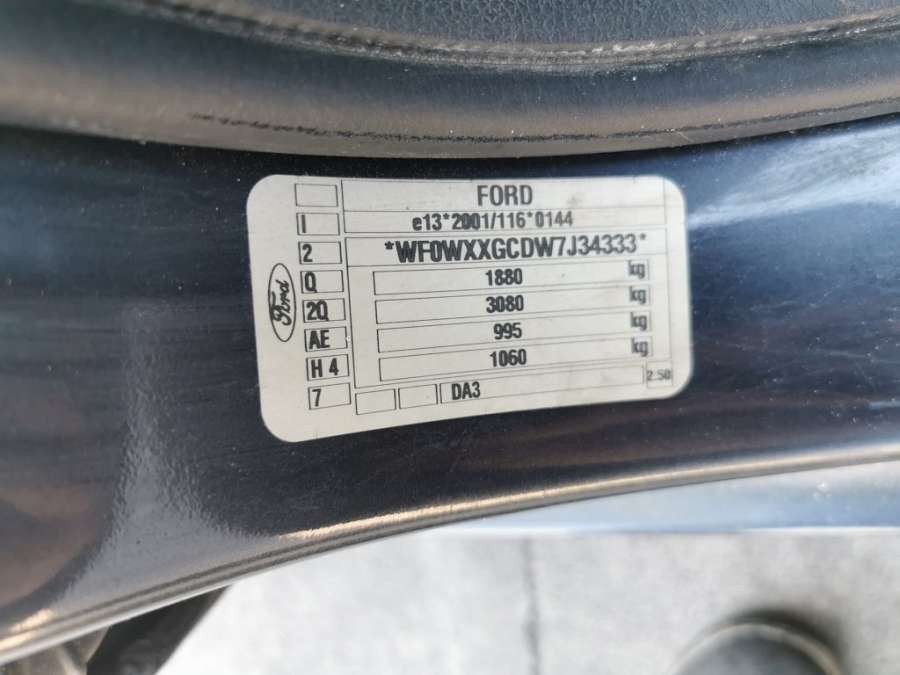 FORD
I e13*2001/116*0144
2 *WF0WXXGCDW7J34333*
Q 1880 kg
2Q 3080 kg
AE 995 kg
H 4 1060 kg
7 DA3 2.50
Ford